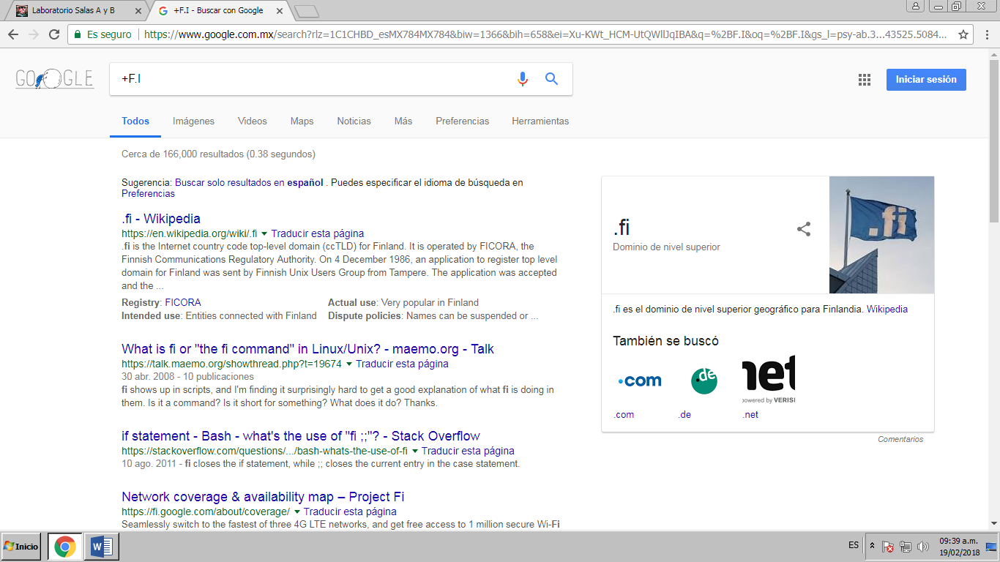 Laboratorio Salas A y B
+F.I - Buscar con Google
Es seguro
https://www.google.com.mx/search?rlz=1C1CHBD_esMX784MX784&biw=1366&bih=658&ei=Xu-KWt_HCM-UtQWllJqIBA&q=%2BF.I&oq=%2BF.I&gs_l=psy-ab.3...43525.5084...
GOOGLE
+F.I
Iniciar sesión
Todos
Imágenes
Videos
Maps
Noticias
Más
Preferencias
Herramientas
Cerca de 166,000 resultados (0.38 segundos)
Sugerencia: Buscar solo resultados en español . Puedes especificar el idioma de búsqueda en
Preferencias
.fi - Wikipedia
https://en.wikipedia.org/wiki/.fi Traducir esta página
.fi is the Internet country code top-level domain (ccTLD) for Finland. It is operated by FICORA, the
Finnish Communications Regulatory Authority. On 4 December 1986, an application to register top level
domain for Finland was sent by Finnish Unix Users Group from Tampere. The application was accepted
and the ...
Registry: FICORA
Actual use: Very popular in Finland
Intended use: Entities connected with Finland
Dispute policies: Names can be suspended or ...
What is fi or "the fi command" in Linux/Unix? - maemo.org - Talk
https://talk.maemo.org/showthread.php?t=19674 Traducir esta página
30 abr. 2008 - 10 publicaciones
fi shows up in scripts, and I'm finding it surprisingly hard to get a good explanation of what fi is doing in
them. Is it a command? Is it short for something? What does it do? Thanks.
if statement - Bash - what's the use of "fi ;;"? - Stack Overflow
https://stackoverflow.com/questions/.../bash-whats-the-use-of-fi Traducir esta página
10 ago. 2011 - fi closes the if statement, while ;; closes the current entry in the case statement.
Network coverage & availability map – Project Fi
https://fi.google.com/about/coverage/ Traducir esta página
Seamlessly switch to the fastest of three 4G LTE networks, and get free access to 1 million secure Wi-Fi
.fi
Dominio de nivel superior
.fi
.fi es el dominio de nivel superior geográfico para Finlandia. Wikipedia
También se buscó
.com
.de
net
powered by VERISI
.com
.de
.net
Comentarios
Inicio
ES
09:39 a.m.
19/02/2018